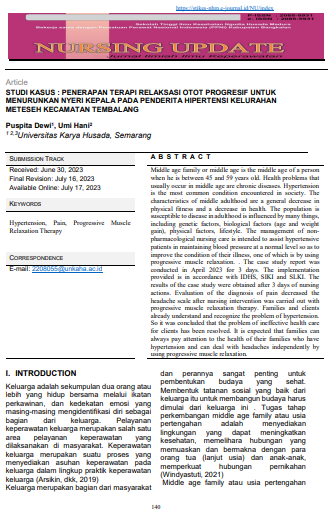 https://stikes-nhm.e-journal.id/NU/index
P-ISSN : 2085-5931
e-ISSN : 2085-5931
Sekolah Tinggi Ilmu Kesehatan Ngudia Husada Madura
NURSING UPDATE
Jurnal Ilmiah Ilmu Keperawatan
Article
STUDI KASUS : PENERAPAN TERAPI RELAKSASI OTOT PROGRESIF UNTUK
MENURUNKAN NYERI KEPALA PADA PENDERITA HIPERTENSI KELURAHAN
METESEH KECAMATAN TEMBALANG
Puspita Dewi¹, Umi Hani²
1 2,3Universitas Karya Husada, Semarang
SUBMISSION TRACK
Received: June 30, 2023
Final Revision: July 16, 2023
Available Online: July 17, 2023
KEYWORDS
Hypertension, Pain, Progressive Muscle
Relaxation Therapy
CORRESPONDENCE
E-mail: 2208055@unkaha.ac.id
A B S T R A C T
Middle age family or middle age is the middle age of a person
when he is between 45 and 59 years old. Health problems that
usually occur in middle age are chronic diseases. Hypertension
is the most common condition encountered in society. The
characteristics of middle adulthood are a general decrease in
physical fitness and a decrease in health. The population is
susceptible to disease in adulthood is influenced by many things,
including genetic factors, biological factors (age and weight
gain), physical factors, lifestyle. The management of non-
pharmacological nursing care is intended to assist hypertensive
patients in maintaining blood pressure at a normal level so as to
improve the condition of their illness, one of which is by using
progressive muscle relaxation. . The case study report was
conducted in April 2023 for 3 days. The implementation
provided is in accordance with IDHS, SIKI and SLKI. The
results of the case study were obtained after 3 days of nursing
actions. Evaluation of the diagnosis of pain decreased the
headache scale after nursing intervention was carried out with
progressive muscle relaxation therapy. Families and clients
already understand and recognize the problem of hypertension.
So it was concluded that the problem of ineffective health care
for clients has been resolved. It is expected that families can
always pay attention to the health of their families who have
hypertension and can deal with headaches independently by
using progressive muscle relaxation.
I. INTRODUCTION
Keluarga adalah sekumpulan dua orang atau
lebih yang hidup bersama melalui ikatan
perkawinan, dan kedekatan emosi yang
masing-masing mengidentifikasi diri sebagai
bagian dari keluarga. Pelayanan
keperawatan keluarga merupakan salah satu
area pelayanan keperawatan yang
dilaksanakan di masyarakat. Keperawatan
keluarga merupakan suatu proses yang
menyediakan asuhan keperawatan pada
keluarga dalam lingkup praktik keperawatan
keluarga (Arsikin, dkk, 2019)
Keluarga merupakan bagian dari masyarakat
dan perannya sangat penting untuk
pembentukan budaya yang sehat.
Membentuk tatanan sosial yang baik dari
keluarga itu untuk membangun budaya harus
dimulai dari keluarga ini . Tugas tahap
perkembangan middle age family atau usia
pertengahan adalah menyediakan
lingkungan yang dapat meningkatkan
kesehatan, memelihara hubungan yang
memuaskan dan bermakna dengan para
orang tua (lanjut usia) dan anak-anak,
memperkuat hubungan pernikahan
(Windyastuti, 2021)
Middle age family atau usia pertengahan
140